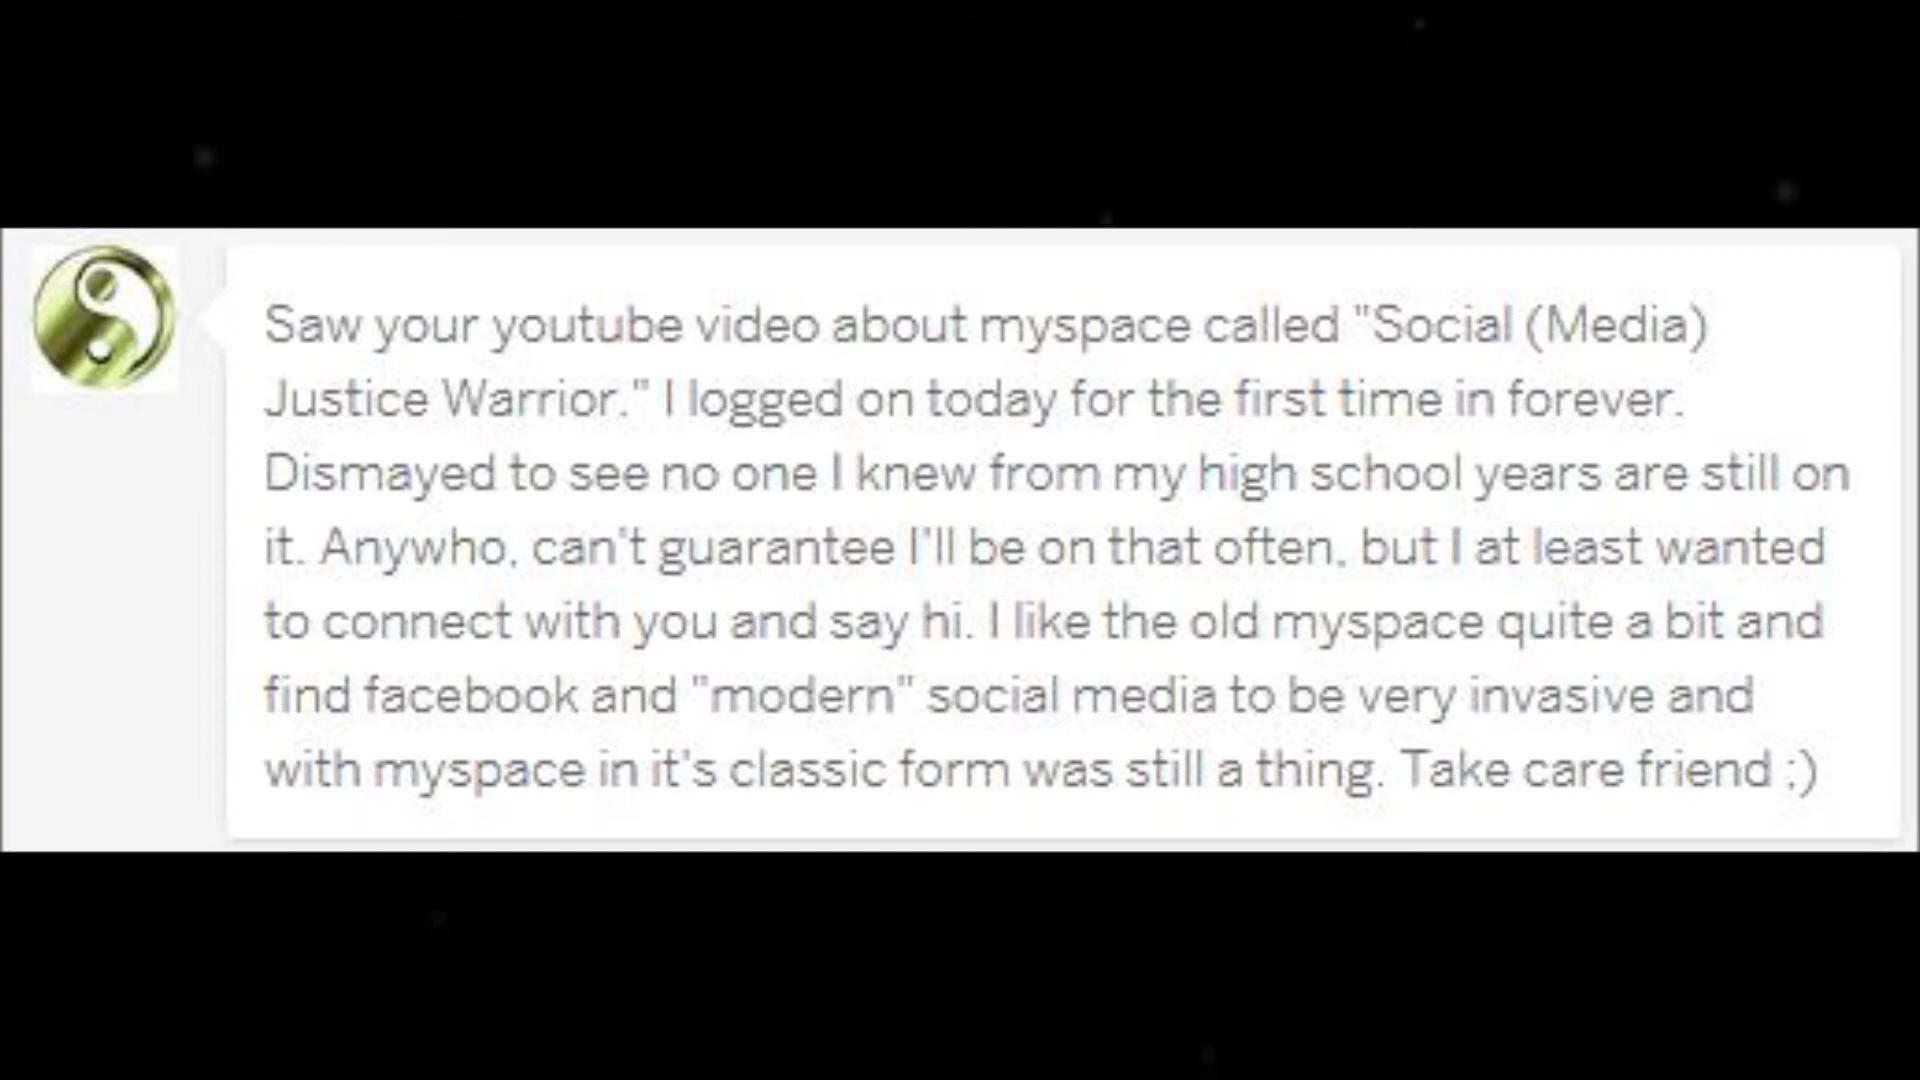 Saw your youtube video about myspace called "Social (Media)
Justice Warrior." I logged on today for the first time in forever.
Dismayed to see no one I knew from my high school years are still on
it. Anywho, can't guarantee I'll be on that often, but I at least wanted
to connect with you and say hi. I like the old myspace quite a bit and
find facebook and "modern" social media to be very invasive and
with myspace in it's classic form was still a thing. Take care friend ;)